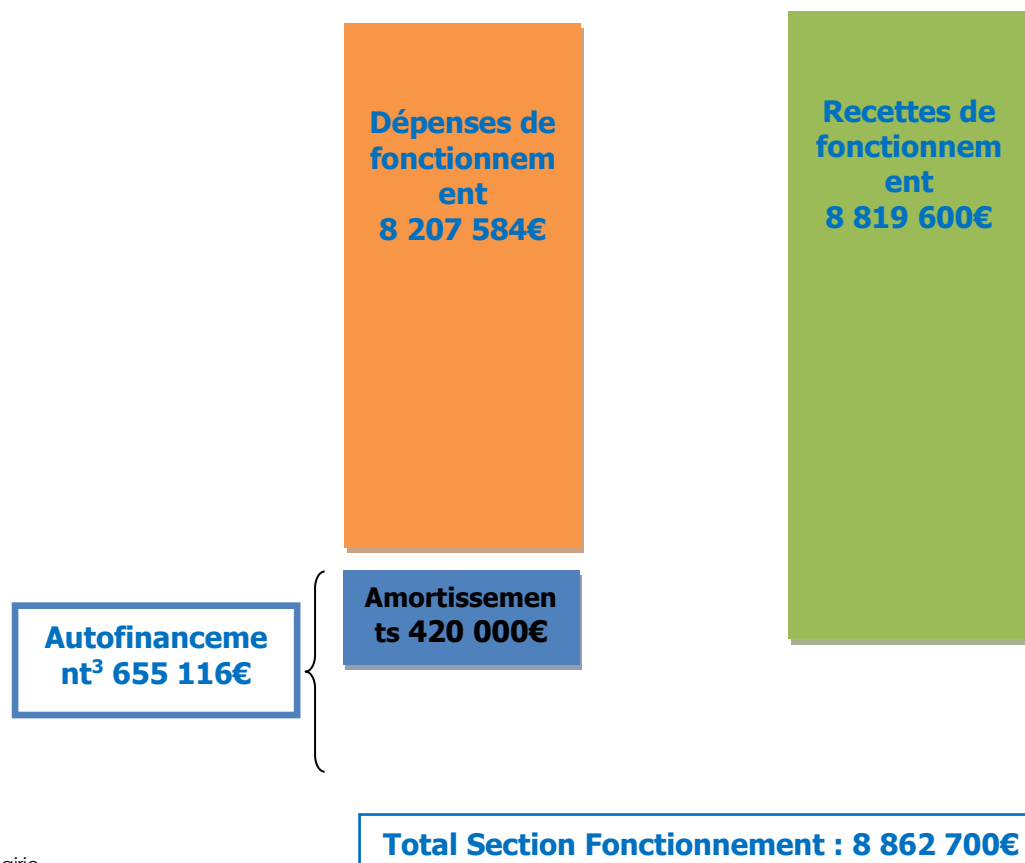 Dépenses de
fonctionnem
ent
8 207 584€
Recettes de
fonctionnem
ent
8 819 600€
Amortissemen
ts 420 000€
Autofinanceme
nt³ 655 116€
Total Section Fonctionnement : 8 862 700€